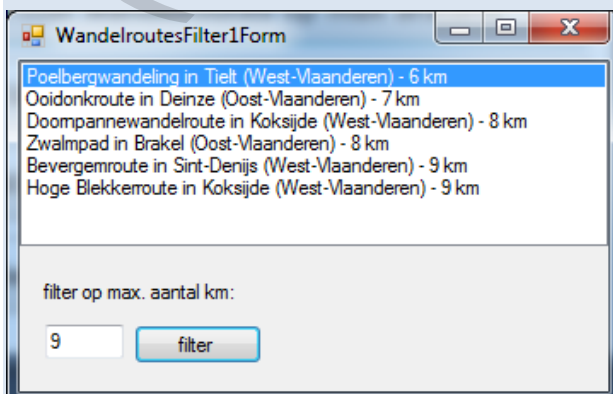 WandelroutesFilter1Form
Poelbergwandeling in Tielt (West-Vlaanderen) - 6 km
Ooidonkroute in Deinze (Oost-Vlaanderen) - 7 km
Doornpannewandelroute in Koksijde (West-Vlaanderen) - 8 km
Zwalmpad in Brakel (Oost-Vlaanderen) - 8 km
Bevergemroute in Sint-Denijs (West-Vlaanderen) - 9 km
Hoge Blekkerroute in Koksijde (West-Vlaanderen) - 9 km
filter op max. aantal km:
9 filter